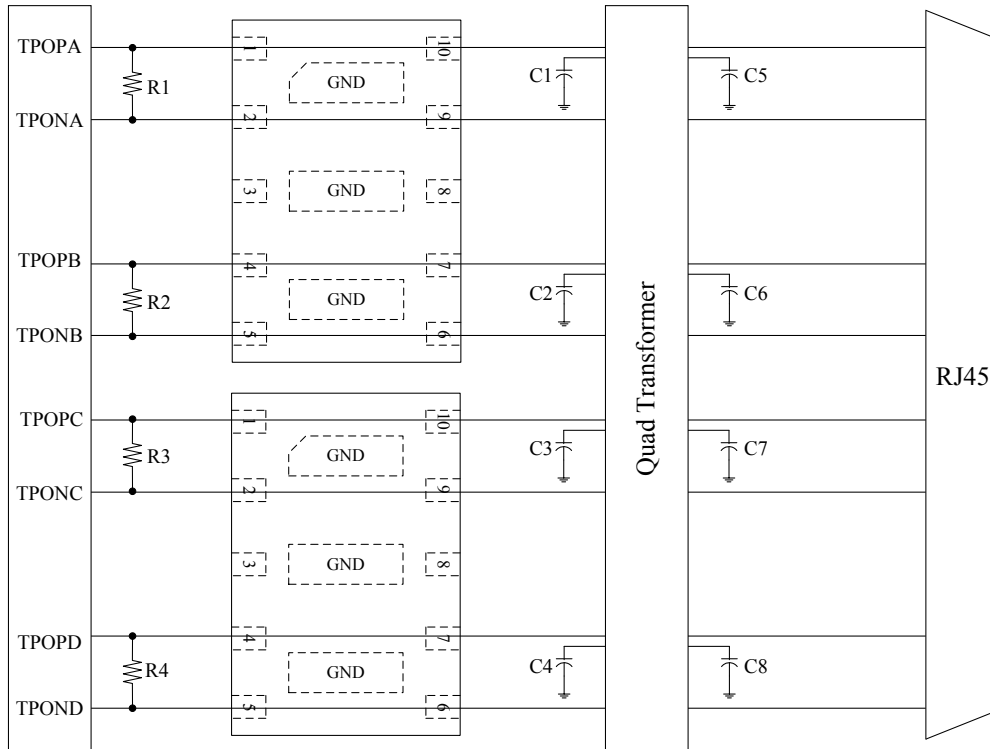 TPOPA
1
10
R1
GND
C1
C5
TPONA
2
9
3
GND
8
TPOPB
4
7
R2
GND
C2
C6
TPONB
5
6
Quad Transformer
RJ45
TPOPC
1
10
R3
GND
C3
C7
TPONC
2
9
3
GND
8
TPOPD
4
7
R4
GND
C4
C8
TPOND
5
6